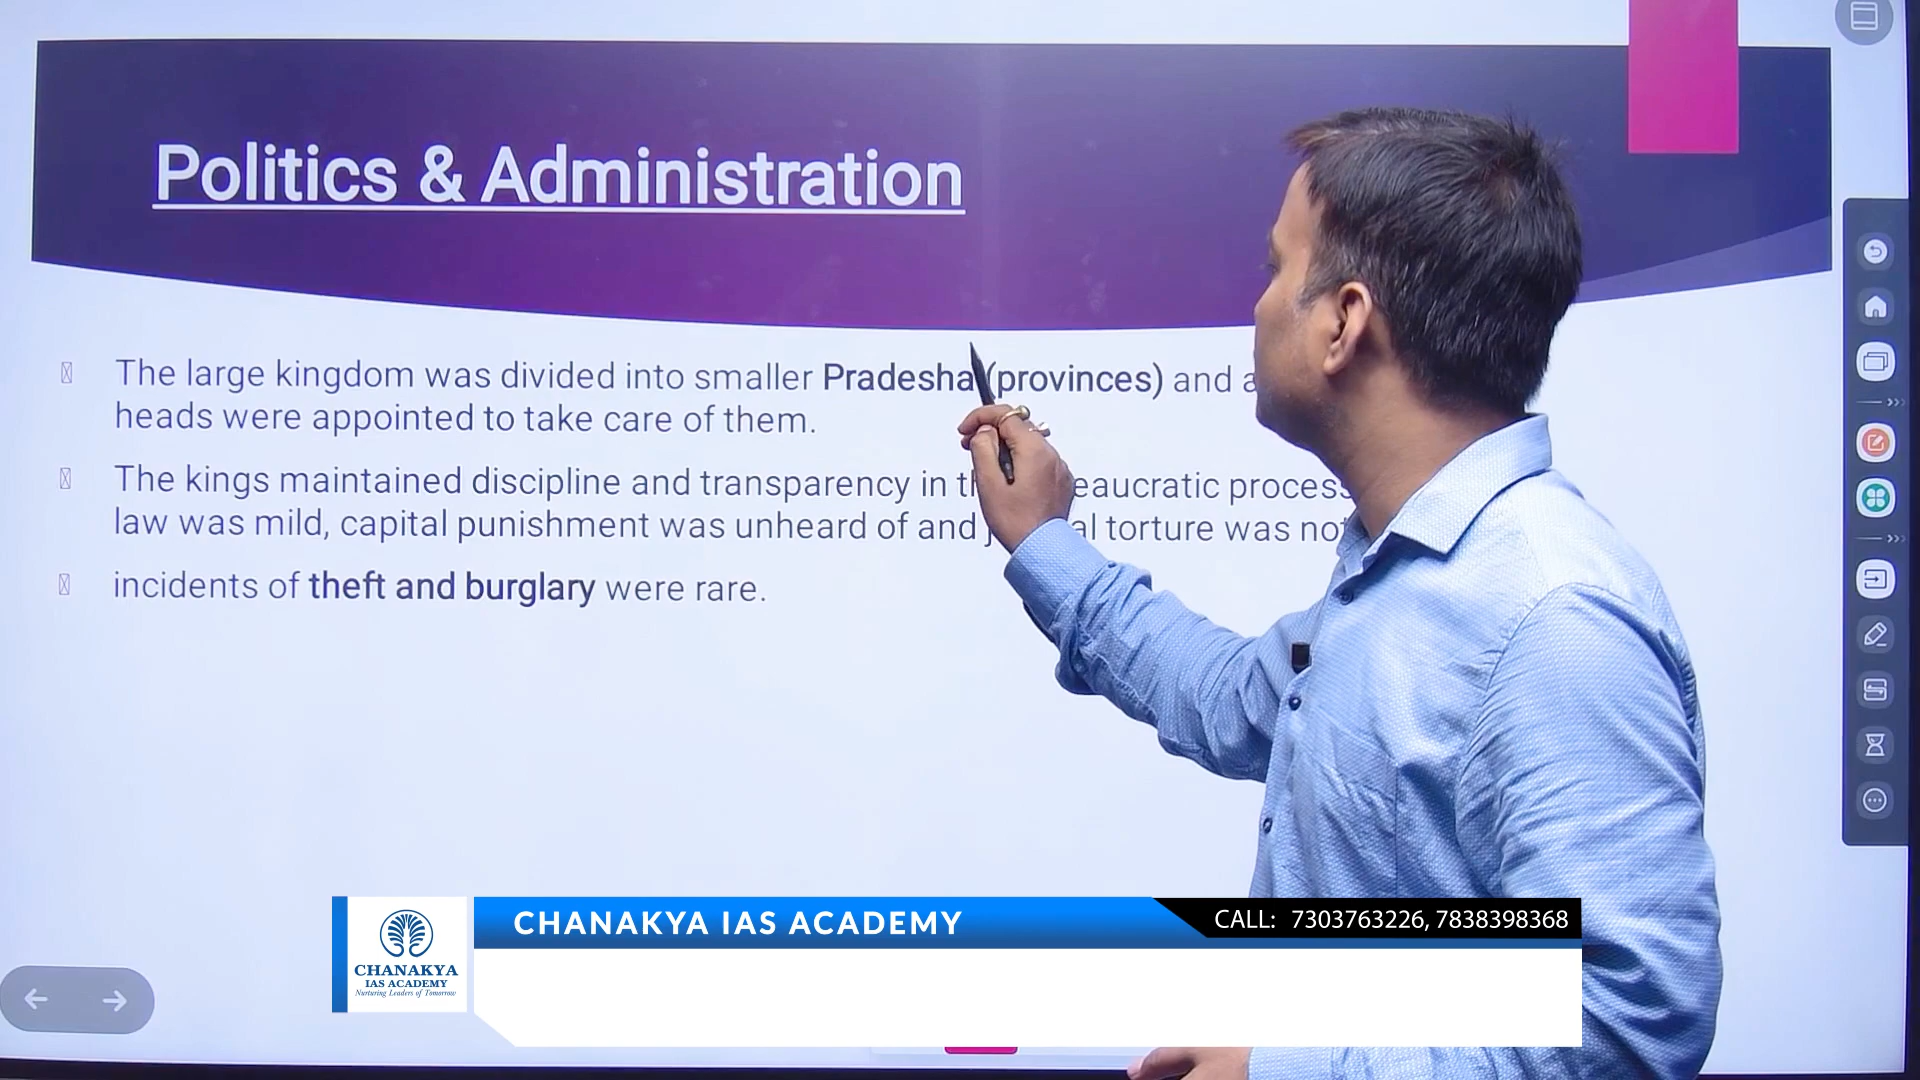 Politics & Administration
The large kingdom was divided into smaller Pradesha (provinces) and a
heads were appointed to take care of them.
The kings maintained discipline and transparency in th eaucratic process
law was mild, capital punishment was unheard of and j al torture was not
incidents of theft and burglary were rare.
CHANAKYA IAS ACADEMY
CALL: 7303763226, 7838398368
CHANAKYA
IAS ACADEMY
Nurturing Leaders of Tomorrow